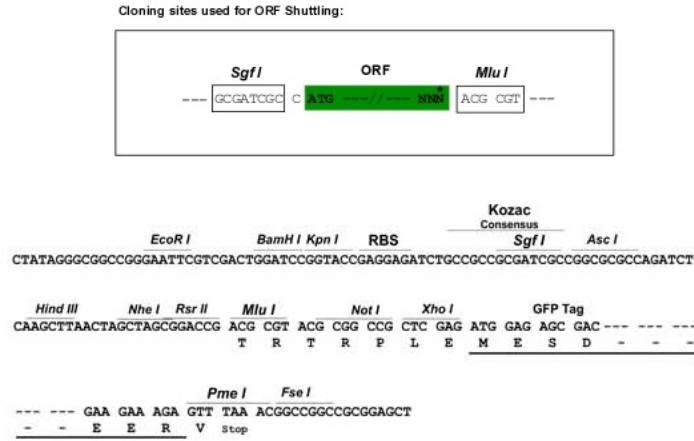 Cloning sites used for ORF Shuttling:
Sgf I ORF Mlu I
--- GCGATCGC C ATG ---//--- NNN* ACG CGT ---
Kozac
Consensus
EcoR I BamH I Kpn I RBS Sgf I Asc I
CTATAGGGCGGCCGGGAATTCGTCGACTGGATCCGGTACCGAGGAGATCTGCCGCCGCGATCGCCGGCGCGCCAGATCT
Hind III Nhe I Rsr II Mlu I Not I Xho I GFP Tag
CAAGCTTAACTAGCTAGCGGACCG ACG CGT ACG CGG CCG CTC GAG ATG GAG AGC GAC--- --- ---
T R T R P L E M E S D - - -
Pme I Fse I
--- --- GAA GAA AGA GTT TAA ACGGCCGGCCGCGGAGCT
- - E E R V Stop